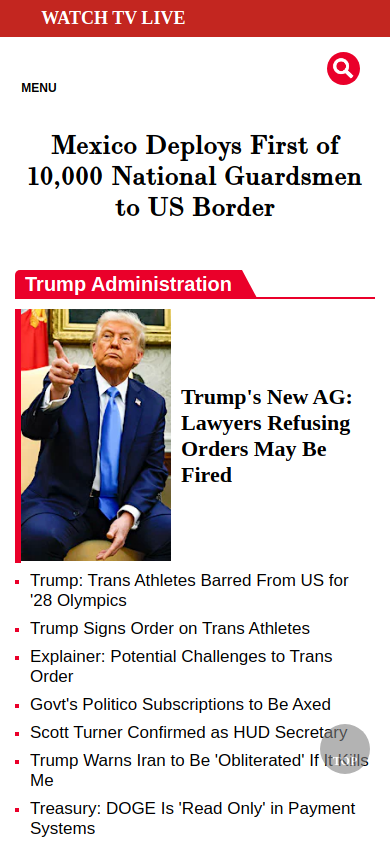 WATCH TV LIVE
MENU
Mexico Deploys First of
10,000 National Guardsmen
to US Border
Trump Administration
Trump's New AG:
Lawyers Refusing
Orders May Be
Fired
Trump: Trans Athletes Barred From US for
'28 Olympics
Trump Signs Order on Trans Athletes
Explainer: Potential Challenges to Trans
Order
Govt's Politico Subscriptions to Be Axed
Scott Turner Confirmed as HUD Secretary
Trump Warns Iran to Be 'Obliterated' If It Kills
Me
TOP
Treasury: DOGE Is 'Read Only' in Payment
Systems